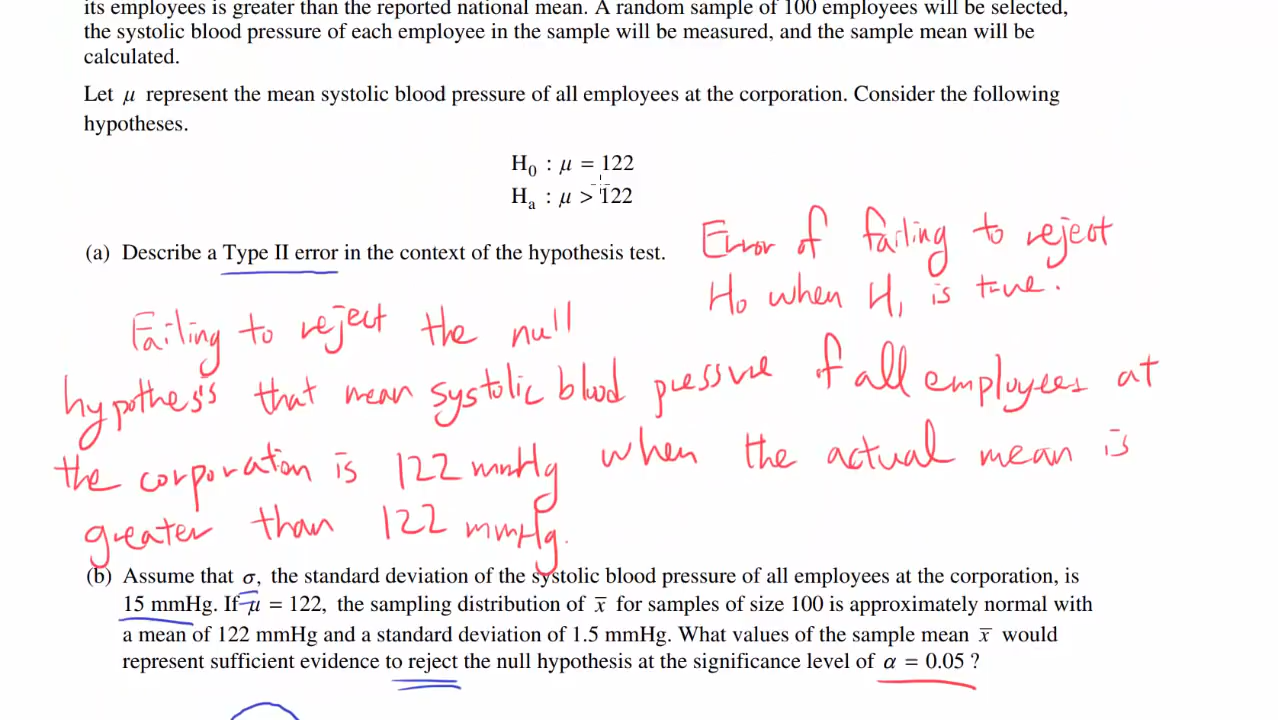 its employees is greater than the reported national mean. A random sample of 100 employees will be selected,
the systolic blood pressure of each employee in the sample will be measured, and the sample mean will be
calculated.
Let μ represent the mean systolic blood pressure of all employees at the corporation. Consider the following
hypotheses.
H₀ : μ = 122
Hₐ : μ > 122
Error of failing to reject
H₀ when H₁ is true.
(a) Describe a Type II error in the context of the hypothesis test.
Failing to reject the null
hypothesis that mean systolic blood pressure of all employees at
the corporation is 122 mmHg when the actual mean is
greater than 122 mmHg.
(b) Assume that σ, the standard deviation of the systolic blood pressure of all employees at the corporation, is
15 mmHg. If μ = 122, the sampling distribution of x̅ for samples of size 100 is approximately normal with
a mean of 122 mmHg and a standard deviation of 1.5 mmHg. What values of the sample mean x̅ would
represent sufficient evidence to reject the null hypothesis at the significance level of α = 0.05 ?